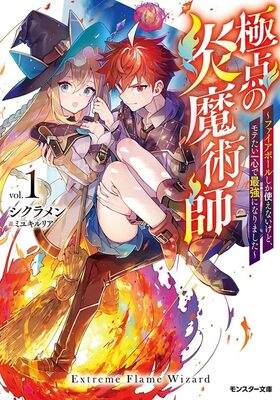 極点の
炎魔術師
～ファイアボールしか使えないけど、
モテたい一心で最強になりました～
vol.1
シクラメン
ill.ミユキルリア
Extreme Flame Wizard
モンスター文庫